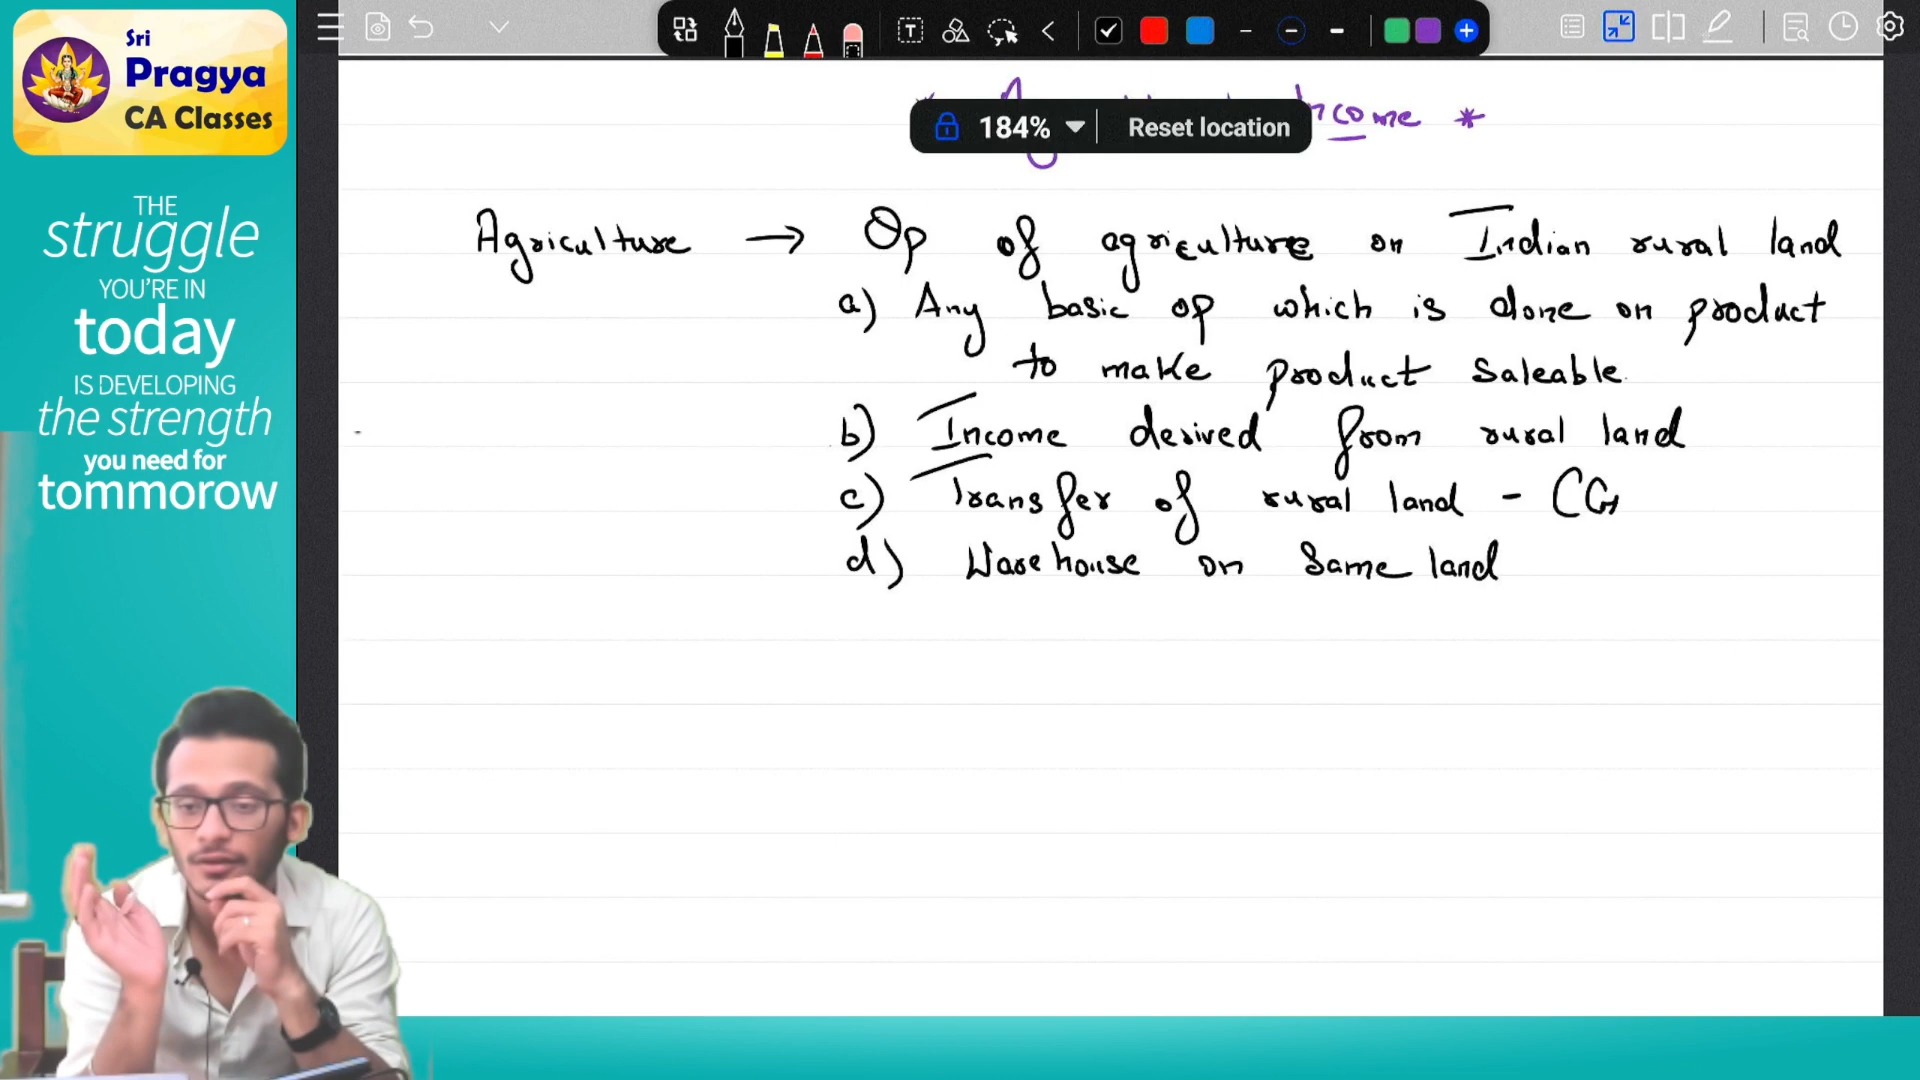 Sri
Pragya
CA Classes
THE
struggle
YOU'RE IN
today
IS DEVELOPING
the strength
you need for
tommorow
184%
Reset location
Income *
Agriculture → Op of agriculture on Indian rural land
a) Any basic op which is done on product
to make product saleable.
b) Income derived from rural land
c) Transfer of rural land - CG
d) Warehouse on Same land